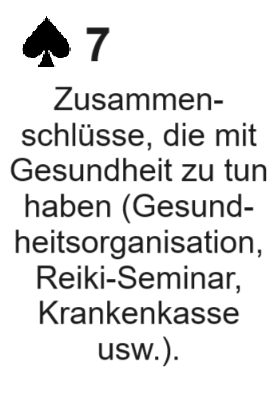 ♠ 7
Zusammen-
schlüsse, die mit
Gesundheit zu tun
haben (Gesund-
heitsorganisation,
Reiki-Seminar,
Krankenkasse
usw.).